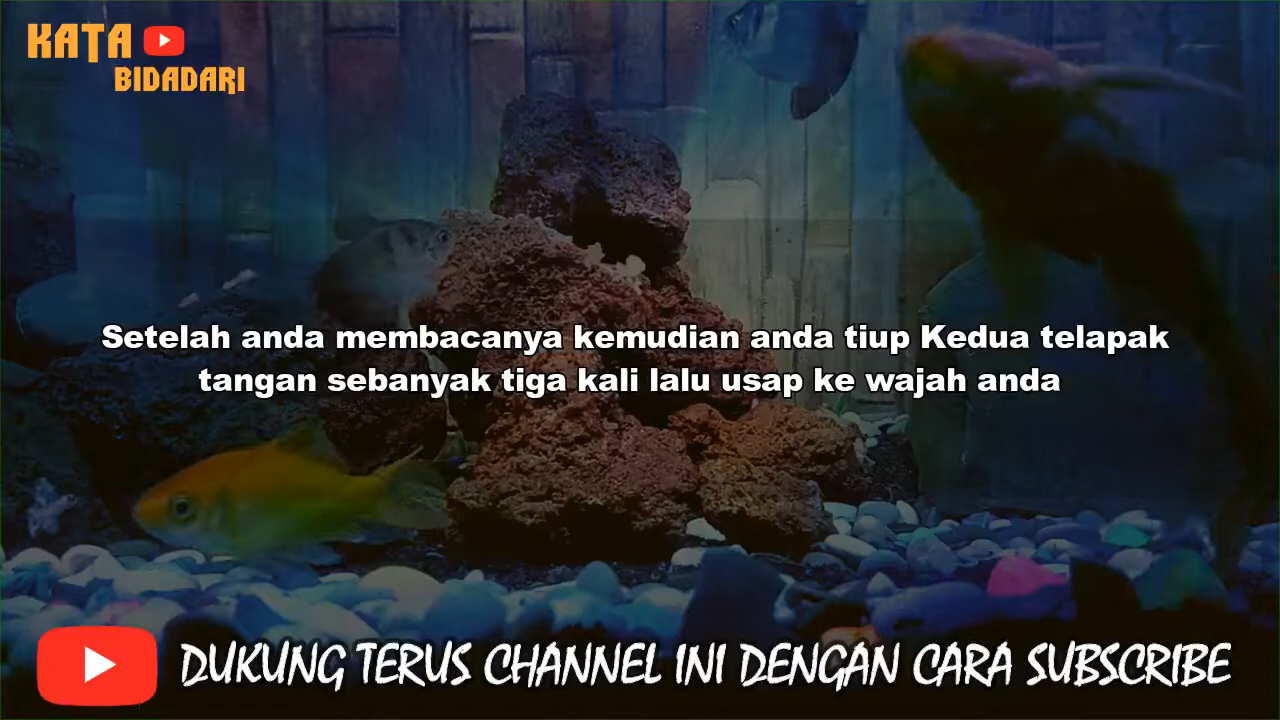 KATA
BIDADARI
Setelah anda membacanya kemudian anda tiup Kedua telapak
tangan sebanyak tiga kali lalu usap ke wajah anda
DUKUNG TERUS CHANNEL INI DENGAN CARA SUBSCRIBE